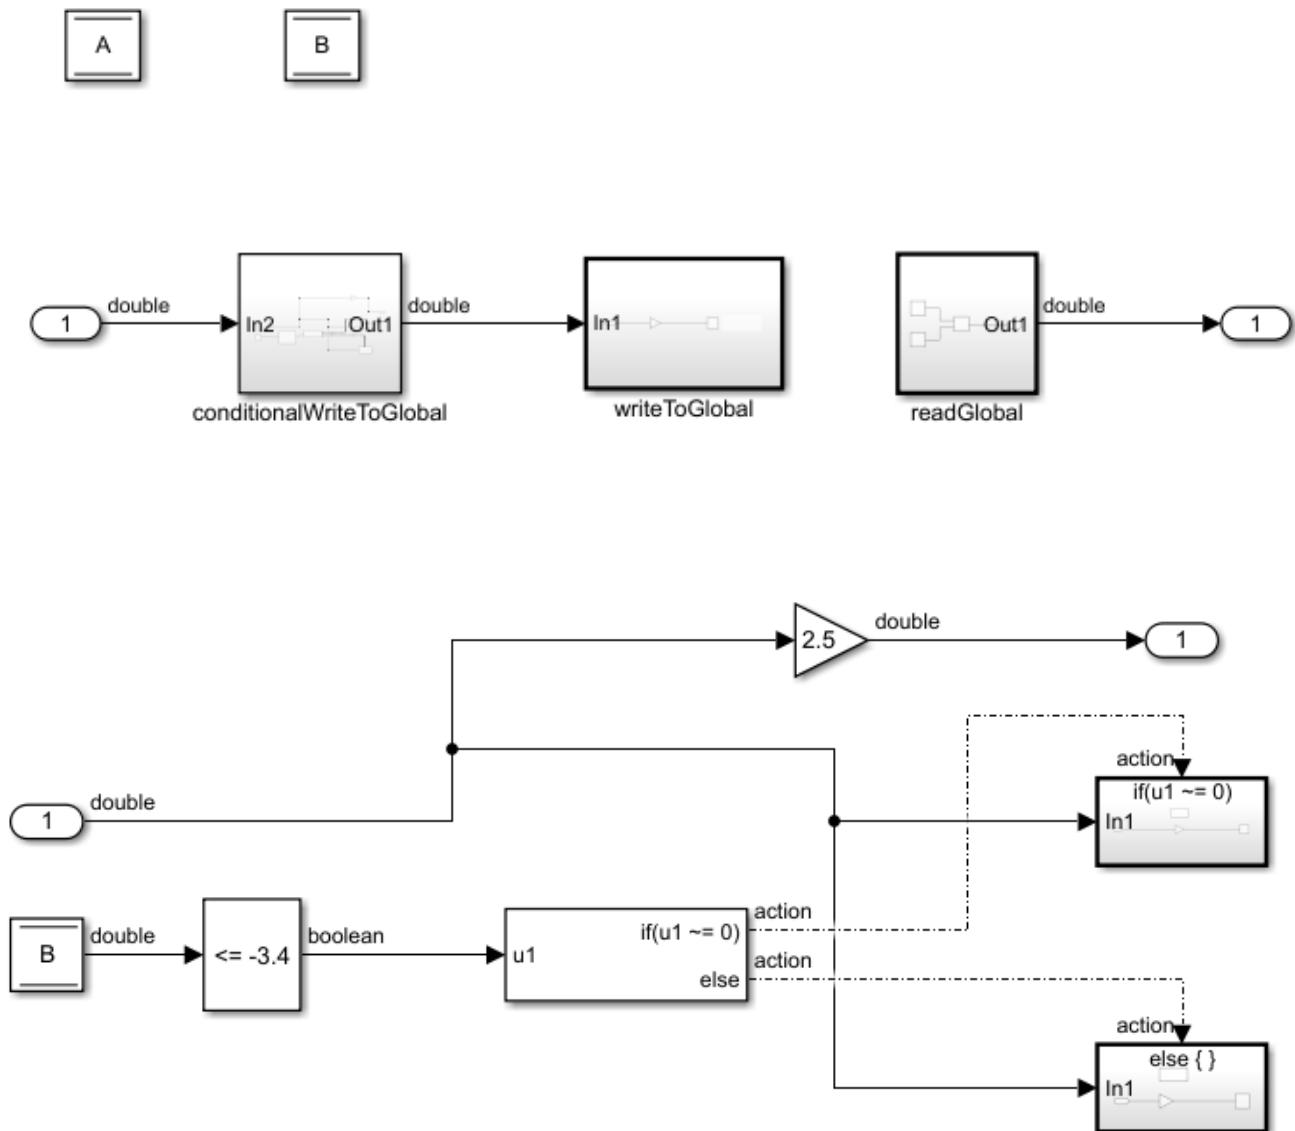 A
B
1
double
In2
Out1
conditionalWriteToGlobal
double
In1
writeToGlobal
Out1
readGlobal
double
1
2.5
double
1
action
if(u1 ~= 0)
In1
1
double
B
double
<= -3.4
boolean
u1
if(u1 ~= 0)
else
action
action
action
else { }
In1